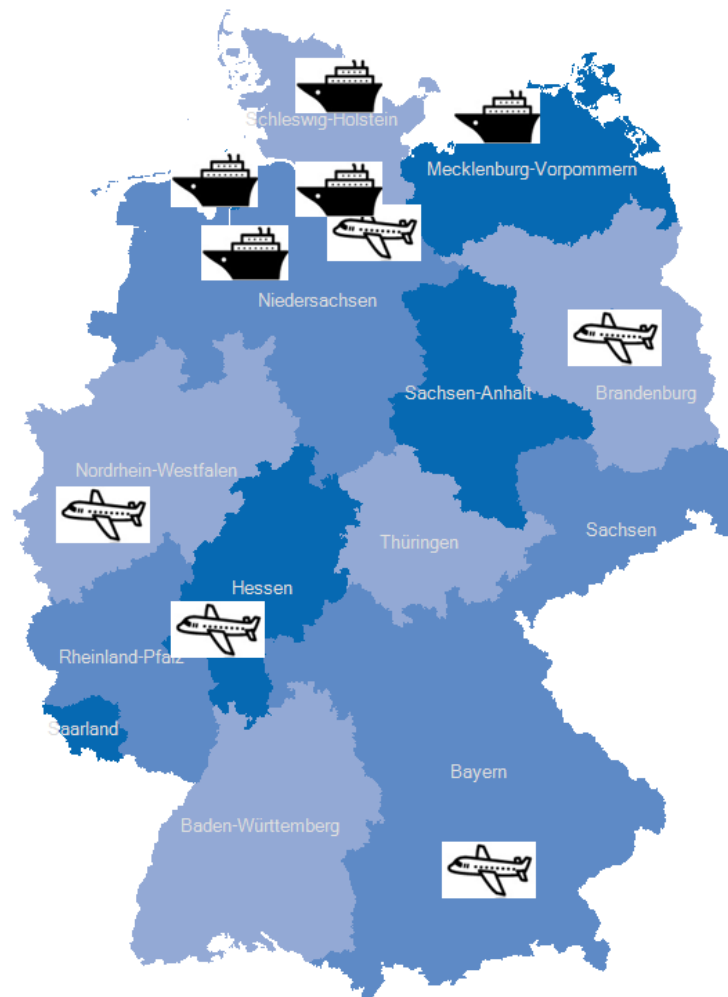 Schleswig-Holstein
Mecklenburg-Vorpommern
Niedersachsen
Sachsen-Anhalt
Brandenburg
Nordrhein-Westfalen
Sachsen
Thüringen
Hessen
Rheinland-Pfalz
Saarland
Bayern
Baden-Württemberg